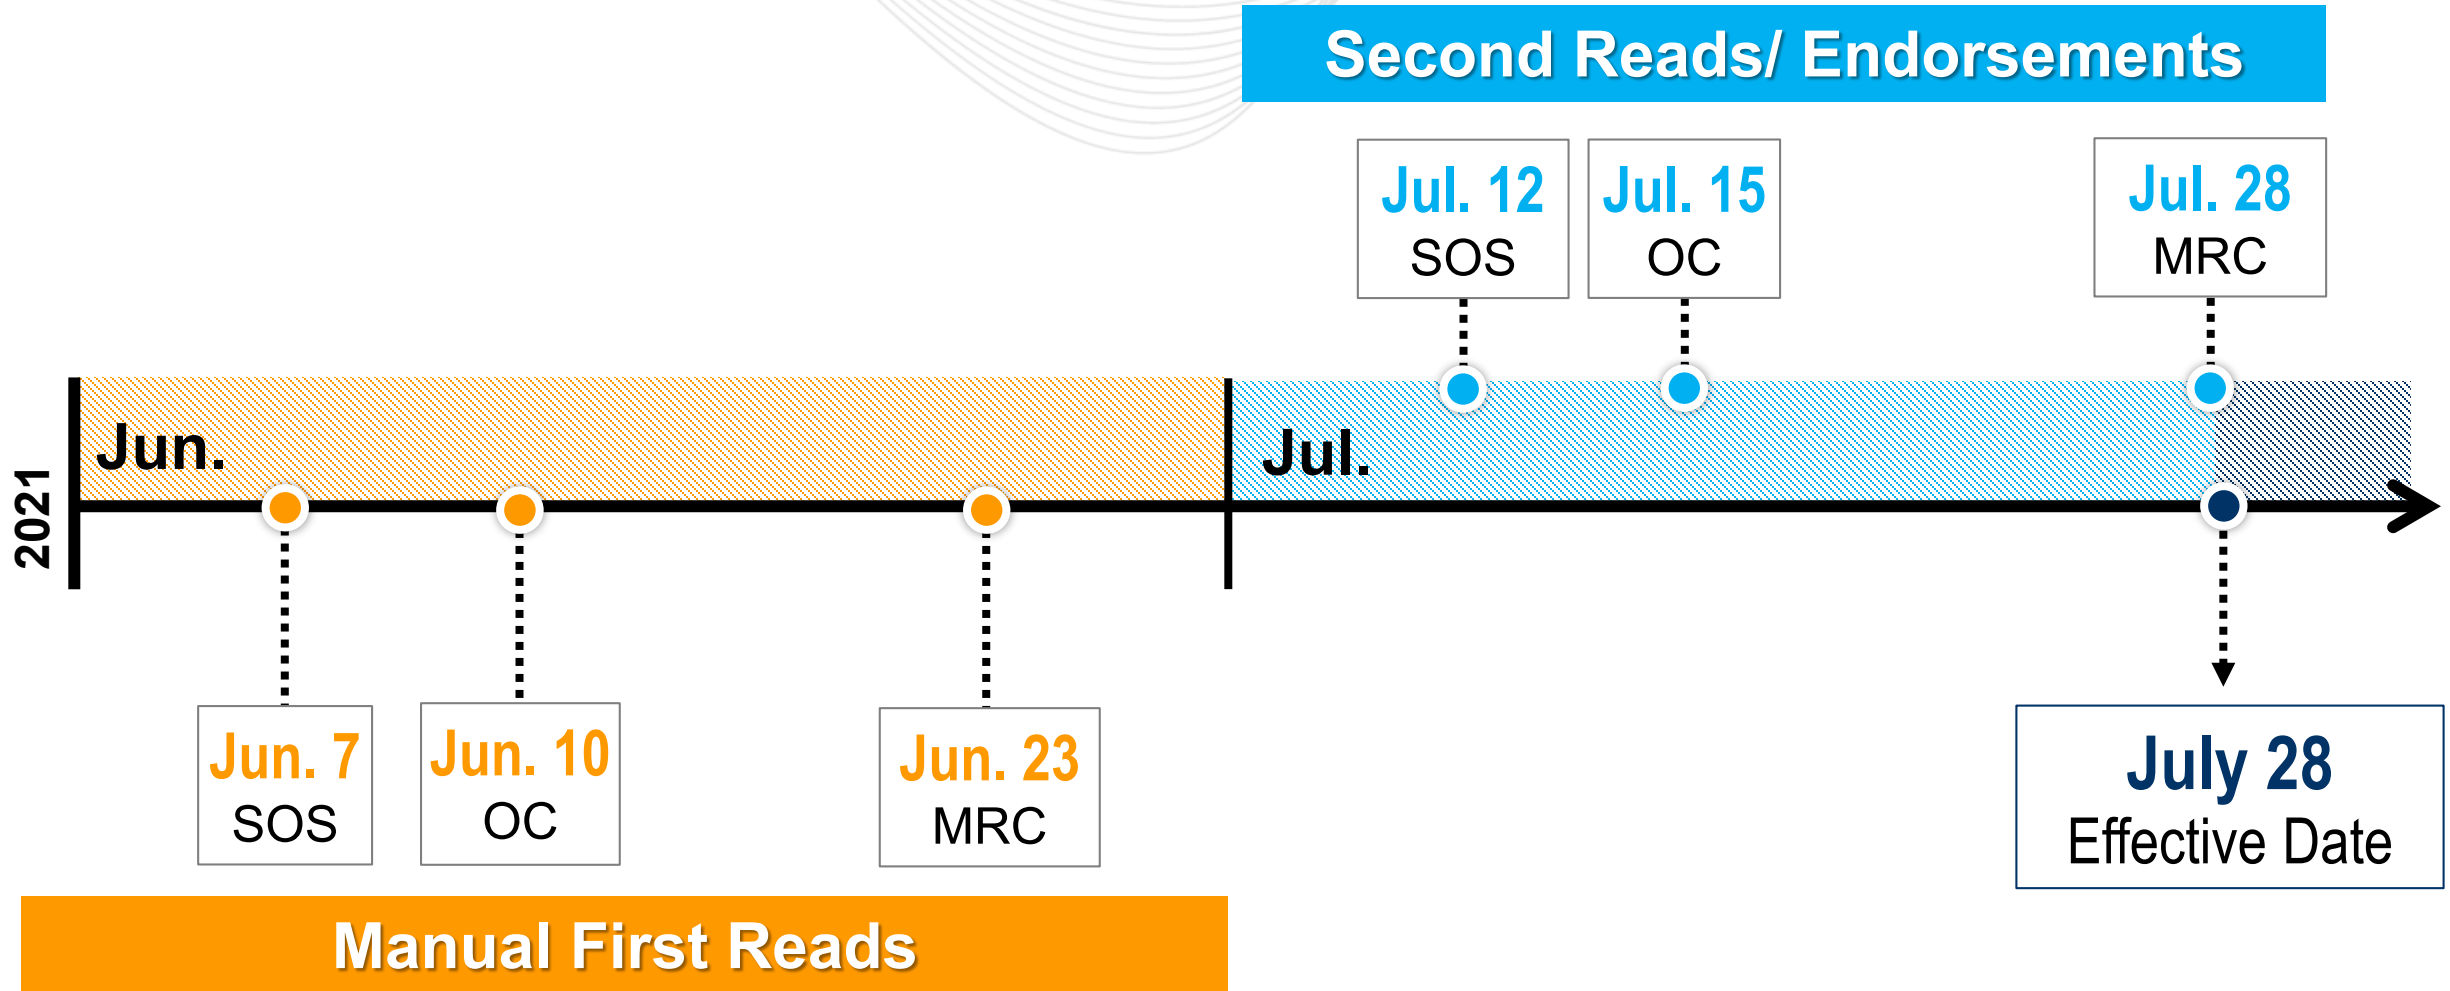 Second Reads/ Endorsements
Jul. 12
SOS
Jul. 15
OC
Jul. 28
MRC
2021
Jun.
Jul.
Jun. 7
SOS
Jun. 10
OC
Jun. 23
MRC
July 28
Effective Date
Manual First Reads